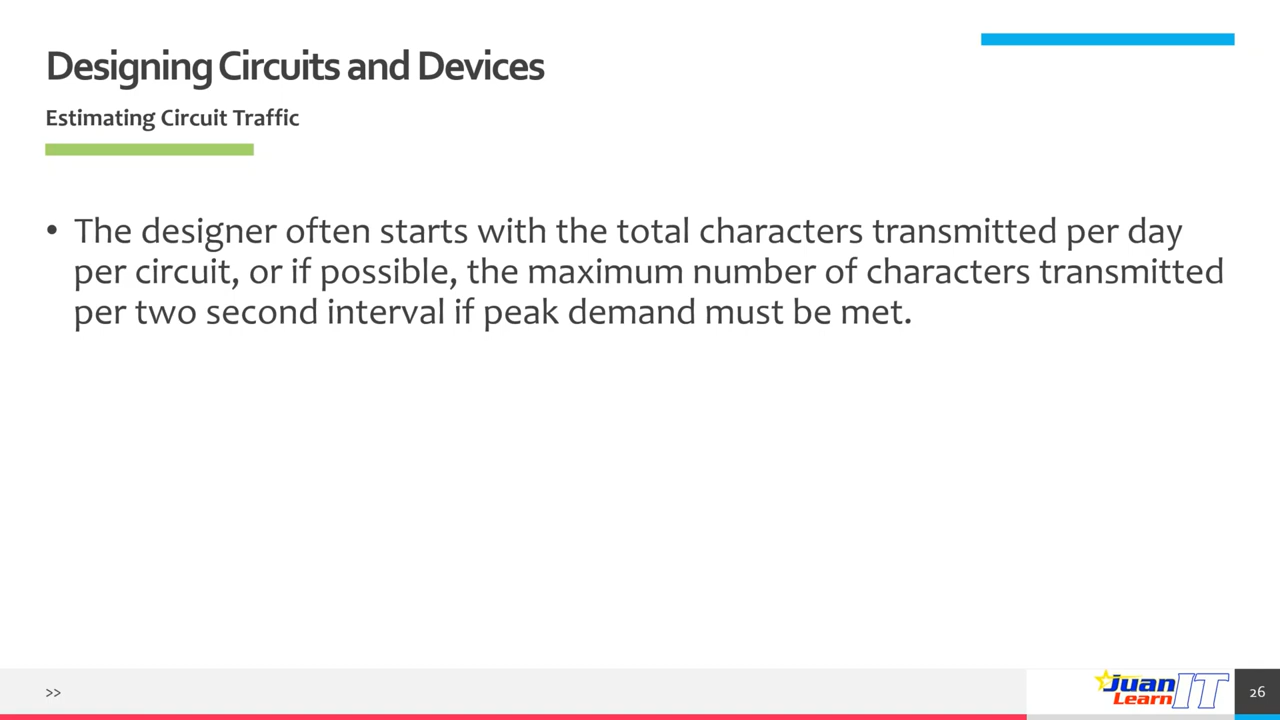 Designing Circuits and Devices
Estimating Circuit Traffic
• The designer often starts with the total characters transmitted per day
per circuit, or if possible, the maximum number of characters transmitted
per two second interval if peak demand must be met.
>>
Juan
Learn IT
26